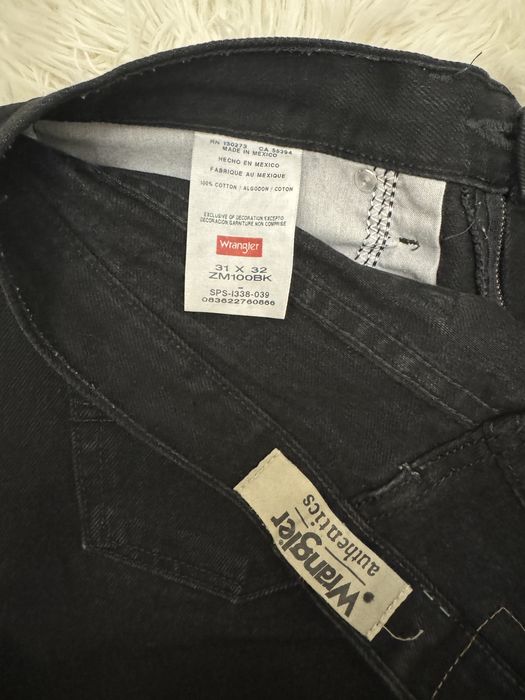 RN 130273 CA 56394
MADE IN MEXICO
HECHO EN MEXICO
FABRIQUE AU MEXIQUE
100% COTTON / ALGODON / COTON
EXCLUSIVE OF DECORATION/EXCEPTO
DECORACION/GARNITURE NON COMPRISE
Wrangler
31 X 32
ZM100BK
-
SPS-I338-039
083622760866
Wrangler
authentics